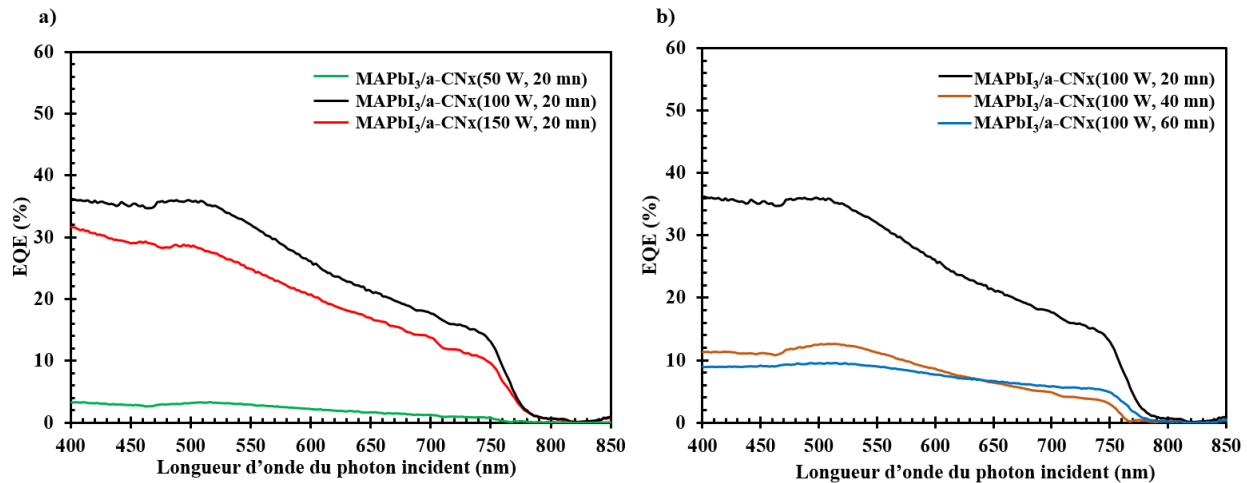 a)
60
50
40
30
20
10
0
EQE (%)
MAPbI₃/a-CNx(50 W, 20 mn)
MAPbI₃/a-CNx(100 W, 20 mn)
MAPbI₃/a-CNx(150 W, 20 mn)
400 450 500 550 600 650 700 750 800 850
Longueur d’onde du photon incident (nm)
b)
60
50
40
30
20
10
0
EQE (%)
MAPbI₃/a-CNx(100 W, 20 mn)
MAPbI₃/a-CNx(100 W, 40 mn)
MAPbI₃/a-CNx(100 W, 60 mn)
400 450 500 550 600 650 700 750 800 850
Longueur d’onde du photon incident (nm)